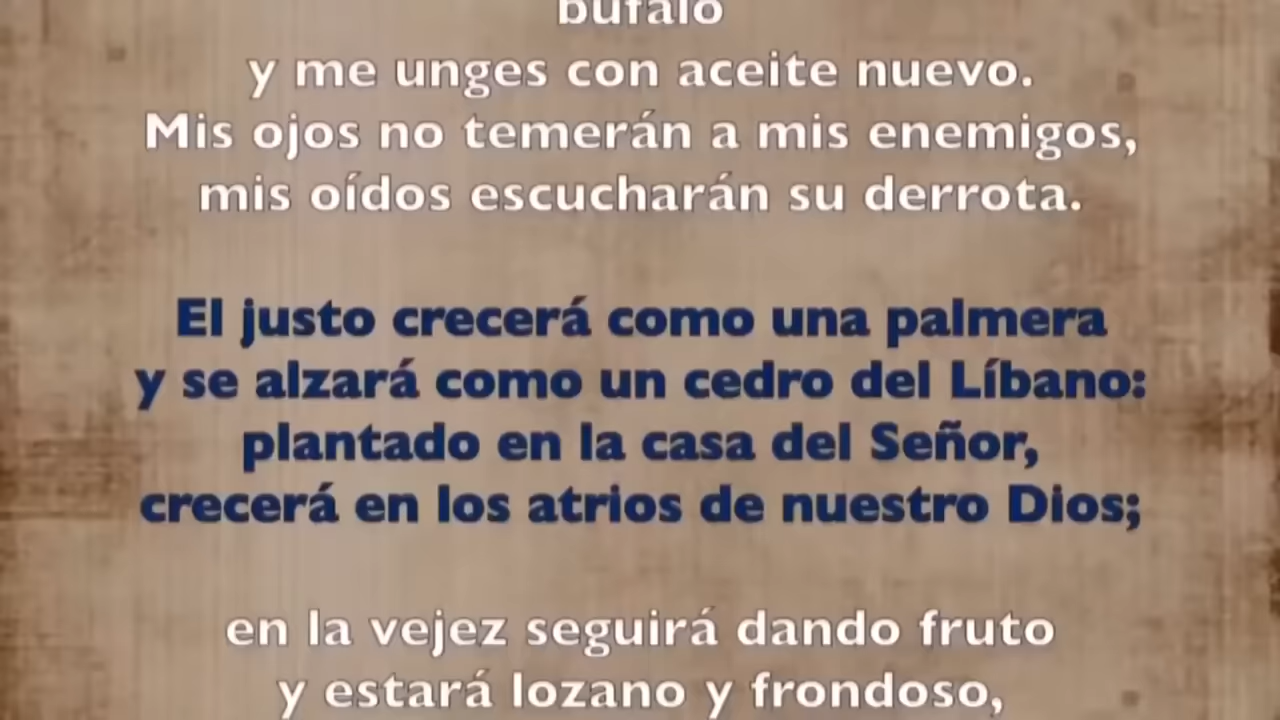 búfalo
y me unges con aceite nuevo.
Mis ojos no temerán a mis enemigos,
mis oídos escucharán su derrota.
El justo crecerá como una palmera
y se alzará como un cedro del Líbano:
plantado en la casa del Señor,
crecerá en los atrios de nuestro Dios;
en la vejez seguirá dando fruto
y estará lozano y frondoso,